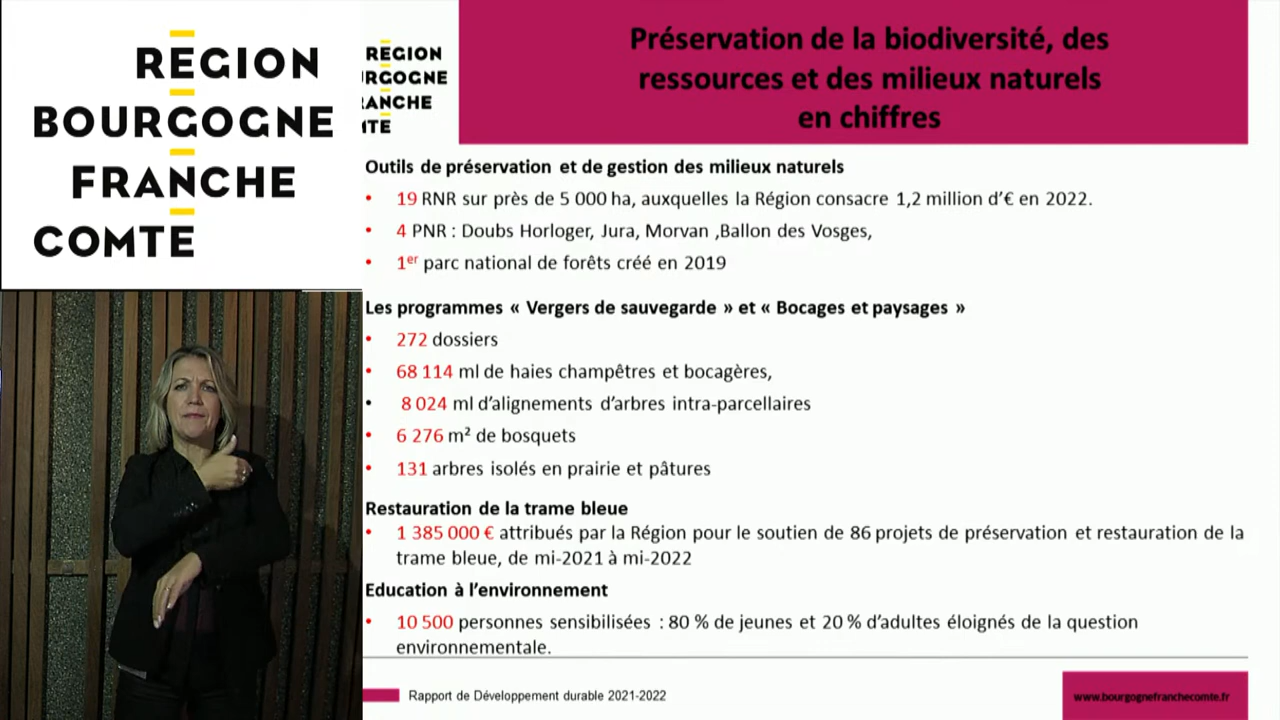 REGION
BOURGOGNE
FRANCHE
COMTE
REGION
RGOGNE
ANCHE
TE
Préservation de la biodiversité, des
ressources et des milieux naturels
en chiffres
Outils de préservation et de gestion des milieux naturels
• 19 RNR sur près de 5 000 ha, auxquelles la Région consacre 1,2 million d’€ en 2022.
• 4 PNR : Doubs Horloger, Jura, Morvan ,Ballon des Vosges,
• 1er parc national de forêts créé en 2019
Les programmes « Vergers de sauvegarde » et « Bocages et paysages »
• 272 dossiers
• 68 114 ml de haies champêtres et bocagères,
• 8 024 ml d’alignements d’arbres intra-parcellaires
• 6 276 m² de bosquets
• 131 arbres isolés en prairie et pâtures
Restauration de la trame bleue
• 1 385 000 € attribués par la Région pour le soutien de 86 projets de préservation et restauration de la
trame bleue, de mi-2021 à mi-2022
Education à l’environnement
• 10 500 personnes sensibilisées : 80 % de jeunes et 20 % d’adultes éloignés de la question
environnementale.
Rapport de Développement durable 2021-2022
www.bourgognefranchecomte.fr